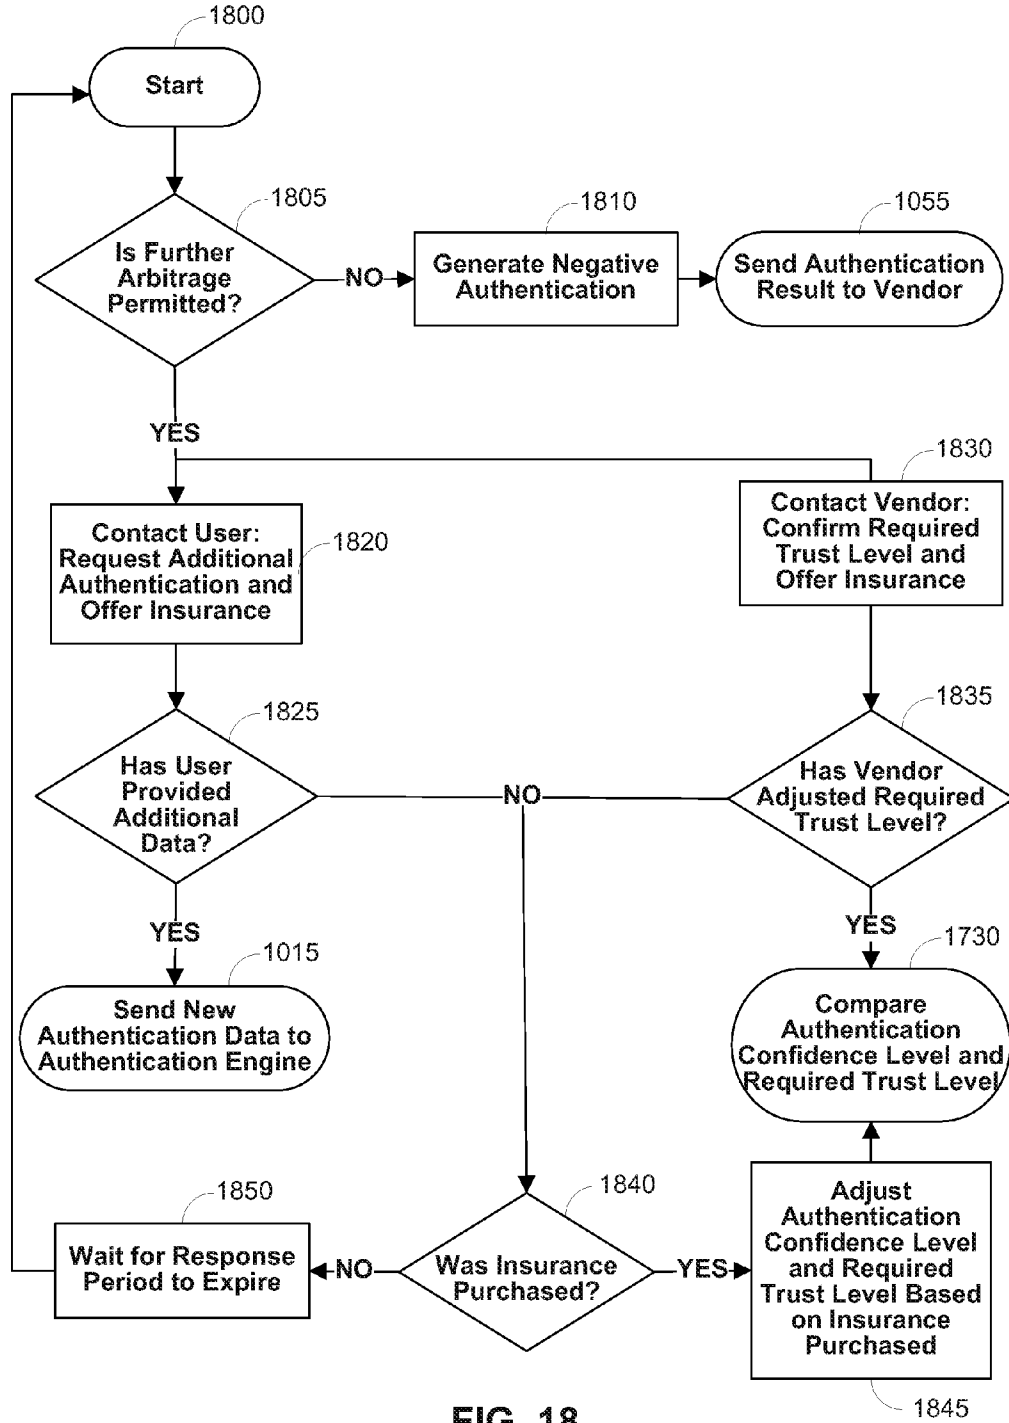 1800
Start
1805
Is Further
Arbitrage
Permitted?
NO
1810
Generate Negative
Authentication
1055
Send Authentication
Result to Vendor
YES
1820
Contact User:
Request Additional
Authentication and
Offer Insurance
1830
Contact Vendor:
Confirm Required
Trust Level and
Offer Insurance
1825
Has User
Provided
Additional
Data?
NO
1835
Has Vendor
Adjusted Required
Trust Level?
YES
1015
Send New
Authentication Data to
Authentication Engine
YES
1730
Compare
Authentication
Confidence Level and
Required Trust Level
1850
Wait for Response
Period to Expire
NO
1840
Was Insurance
Purchased?
YES
Adjust
Authentication
Confidence Level
and Required
Trust Level Based
on Insurance
Purchased
1845
FIG. 18